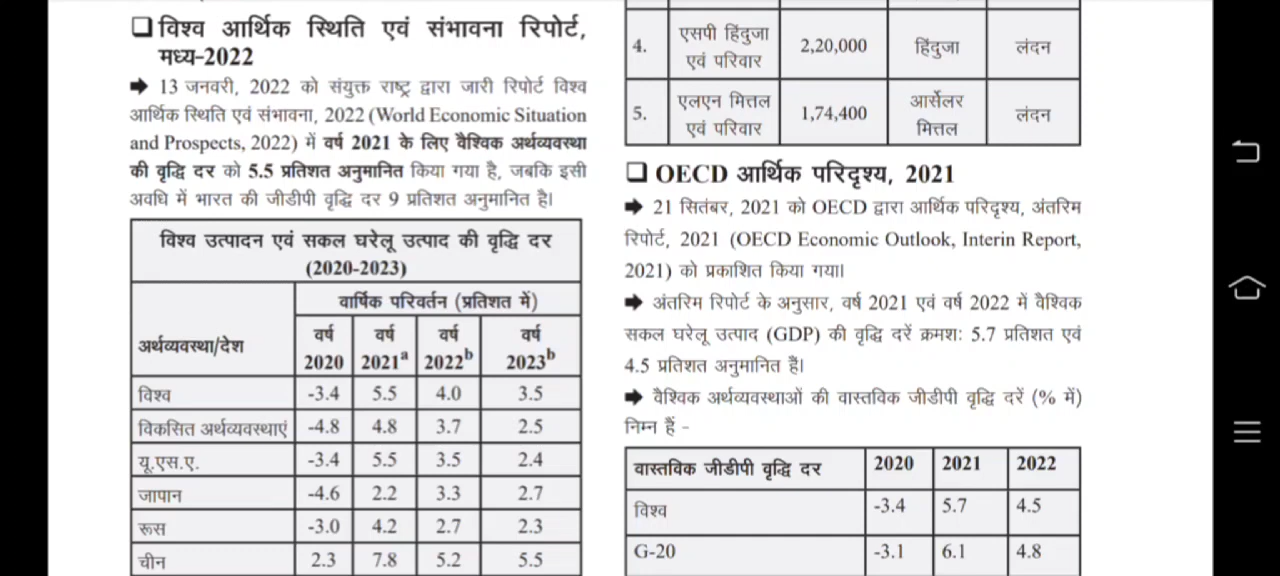 ❑ विश्व आर्थिक स्थिति एवं संभावना रिपोर्ट,
मध्य-2022
➡ 13 जनवरी, 2022 को संयुक्त राष्ट्र द्वारा जारी रिपोर्ट विश्व
आर्थिक स्थिति एवं संभावना, 2022 (World Economic Situation
and Prospects, 2022) में वर्ष 2021 के लिए वैश्विक अर्थव्यवस्था
की वृद्धि दर को 5.5 प्रतिशत अनुमानित किया गया है, जबकि इसी
अवधि में भारत की जीडीपी वृद्धि दर 9 प्रतिशत अनुमानित है।
विश्व उत्पादन एवं सकल घरेलू उत्पाद की वृद्धि दर
(2020-2023)
अर्थव्यवस्था/देश
वार्षिक परिवर्तन (प्रतिशत में)
वर्ष 2020 वर्ष 2021ᵃ वर्ष 2022ᵇ वर्ष 2023ᵇ
विश्व -3.4 5.5 4.0 3.5
विकसित अर्थव्यवस्थाएं -4.8 4.8 3.7 2.5
यू.एस.ए. -3.4 5.5 3.5 2.4
जापान -4.6 2.2 3.3 2.7
रूस -3.0 4.2 2.7 2.3
चीन 2.3 7.8 5.2 5.5
4. एसपी हिंदुजा एवं परिवार 2,20,000 हिंदुजा लंदन
5. एलएन मित्तल एवं परिवार 1,74,400 आर्सेलर मित्तल लंदन
❑ OECD आर्थिक परिदृश्य, 2021
➡ 21 सितंबर, 2021 को OECD द्वारा आर्थिक परिदृश्य, अंतरिम
रिपोर्ट, 2021 (OECD Economic Outlook, Interin Report,
2021) को प्रकाशित किया गया।
➡ अंतरिम रिपोर्ट के अनुसार, वर्ष 2021 एवं वर्ष 2022 में वैश्विक
सकल घरेलू उत्पाद (GDP) की वृद्धि दरें क्रमश: 5.7 प्रतिशत एवं
4.5 प्रतिशत अनुमानित हैं।
➡ वैश्विक अर्थव्यवस्थाओं की वास्तविक जीडीपी वृद्धि दरें (% में)
निम्न हैं -
वास्तविक जीडीपी वृद्धि दर 2020 2021 2022
विश्व -3.4 5.7 4.5
G-20 -3.1 6.1 4.8